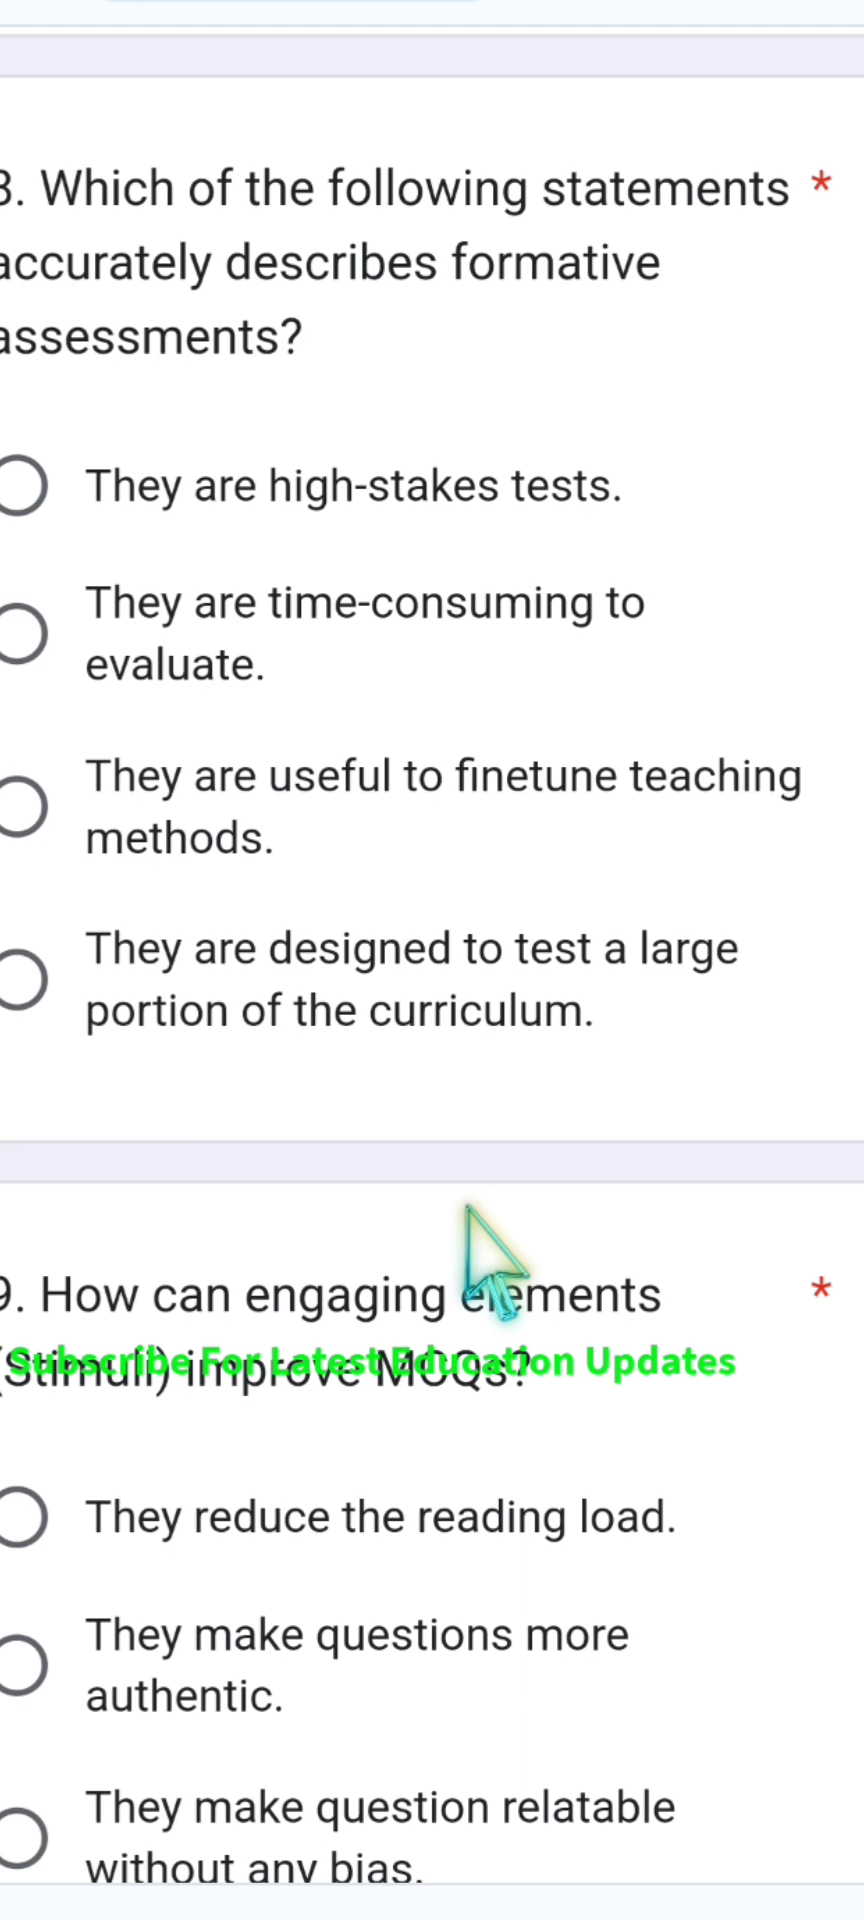 8. Which of the following statements *
accurately describes formative
assessments?
They are high-stakes tests.
They are time-consuming to
evaluate.
They are useful to finetune teaching
methods.
They are designed to test a large
portion of the curriculum.
9. How can engaging elements *
(Stimuli) improve MCQs?
Subscribe For Latest Education Updates
They reduce the reading load.
They make questions more
authentic.
They make question relatable
without any bias.